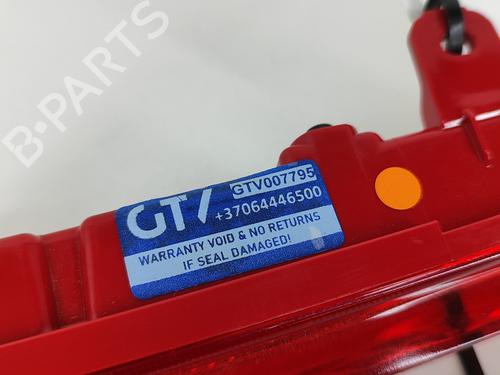 B-PARTS
GTV
GTV007795
+37064446500
WARRANTY VOID & NO RETURNS
IF SEAL DAMAGED!